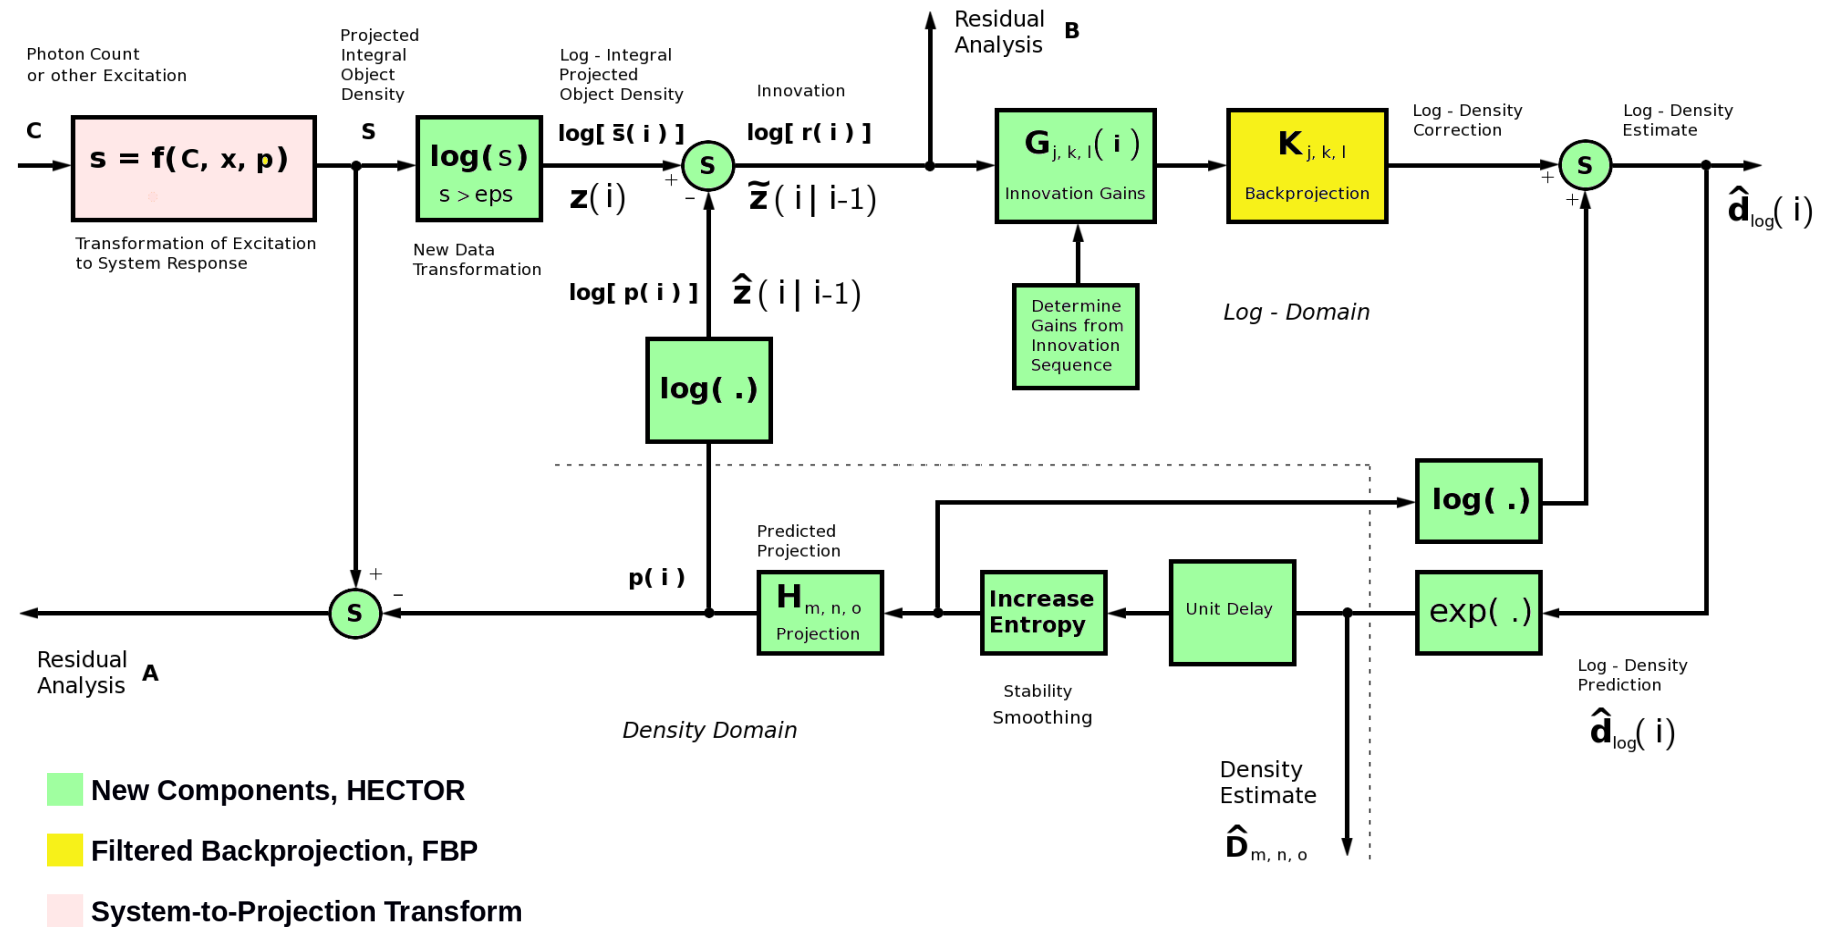 Photon Count
or other Excitation
C
s = f(C, x, p)
Transformation of Excitation
to System Response
Projected
Integral
Object
Density
S
log(s)
s > eps
New Data
Transformation
Log - Integral
Projected
Object Density
log[ s̄( i ) ]
z( i )
S
+
–
Innovation
log[ r( i ) ]
z̃ ( i | i-1)
Residual
Analysis B
G j, k, l ( i )
Innovation Gains
K j, k, l
Backprojection
Log - Density
Correction
S
+
+
Log - Density
Estimate
d̂ log( i )
log[ p( i ) ]
ẑ ( i | i-1)
Determine
Gains from
Innovation
Sequence
Log - Domain
log( .)
log( .)
Predicted
Projection
p( i )
H m, n, o
Projection
Increase
Entropy
Unit Delay
exp( .)
+
–
S
Residual
Analysis A
Stability
Smoothing
Log - Density
Prediction
d̂ log( i )
Density Domain
Density
Estimate
D̂ m, n, o
New Components, HECTOR
Filtered Backprojection, FBP
System-to-Projection Transform